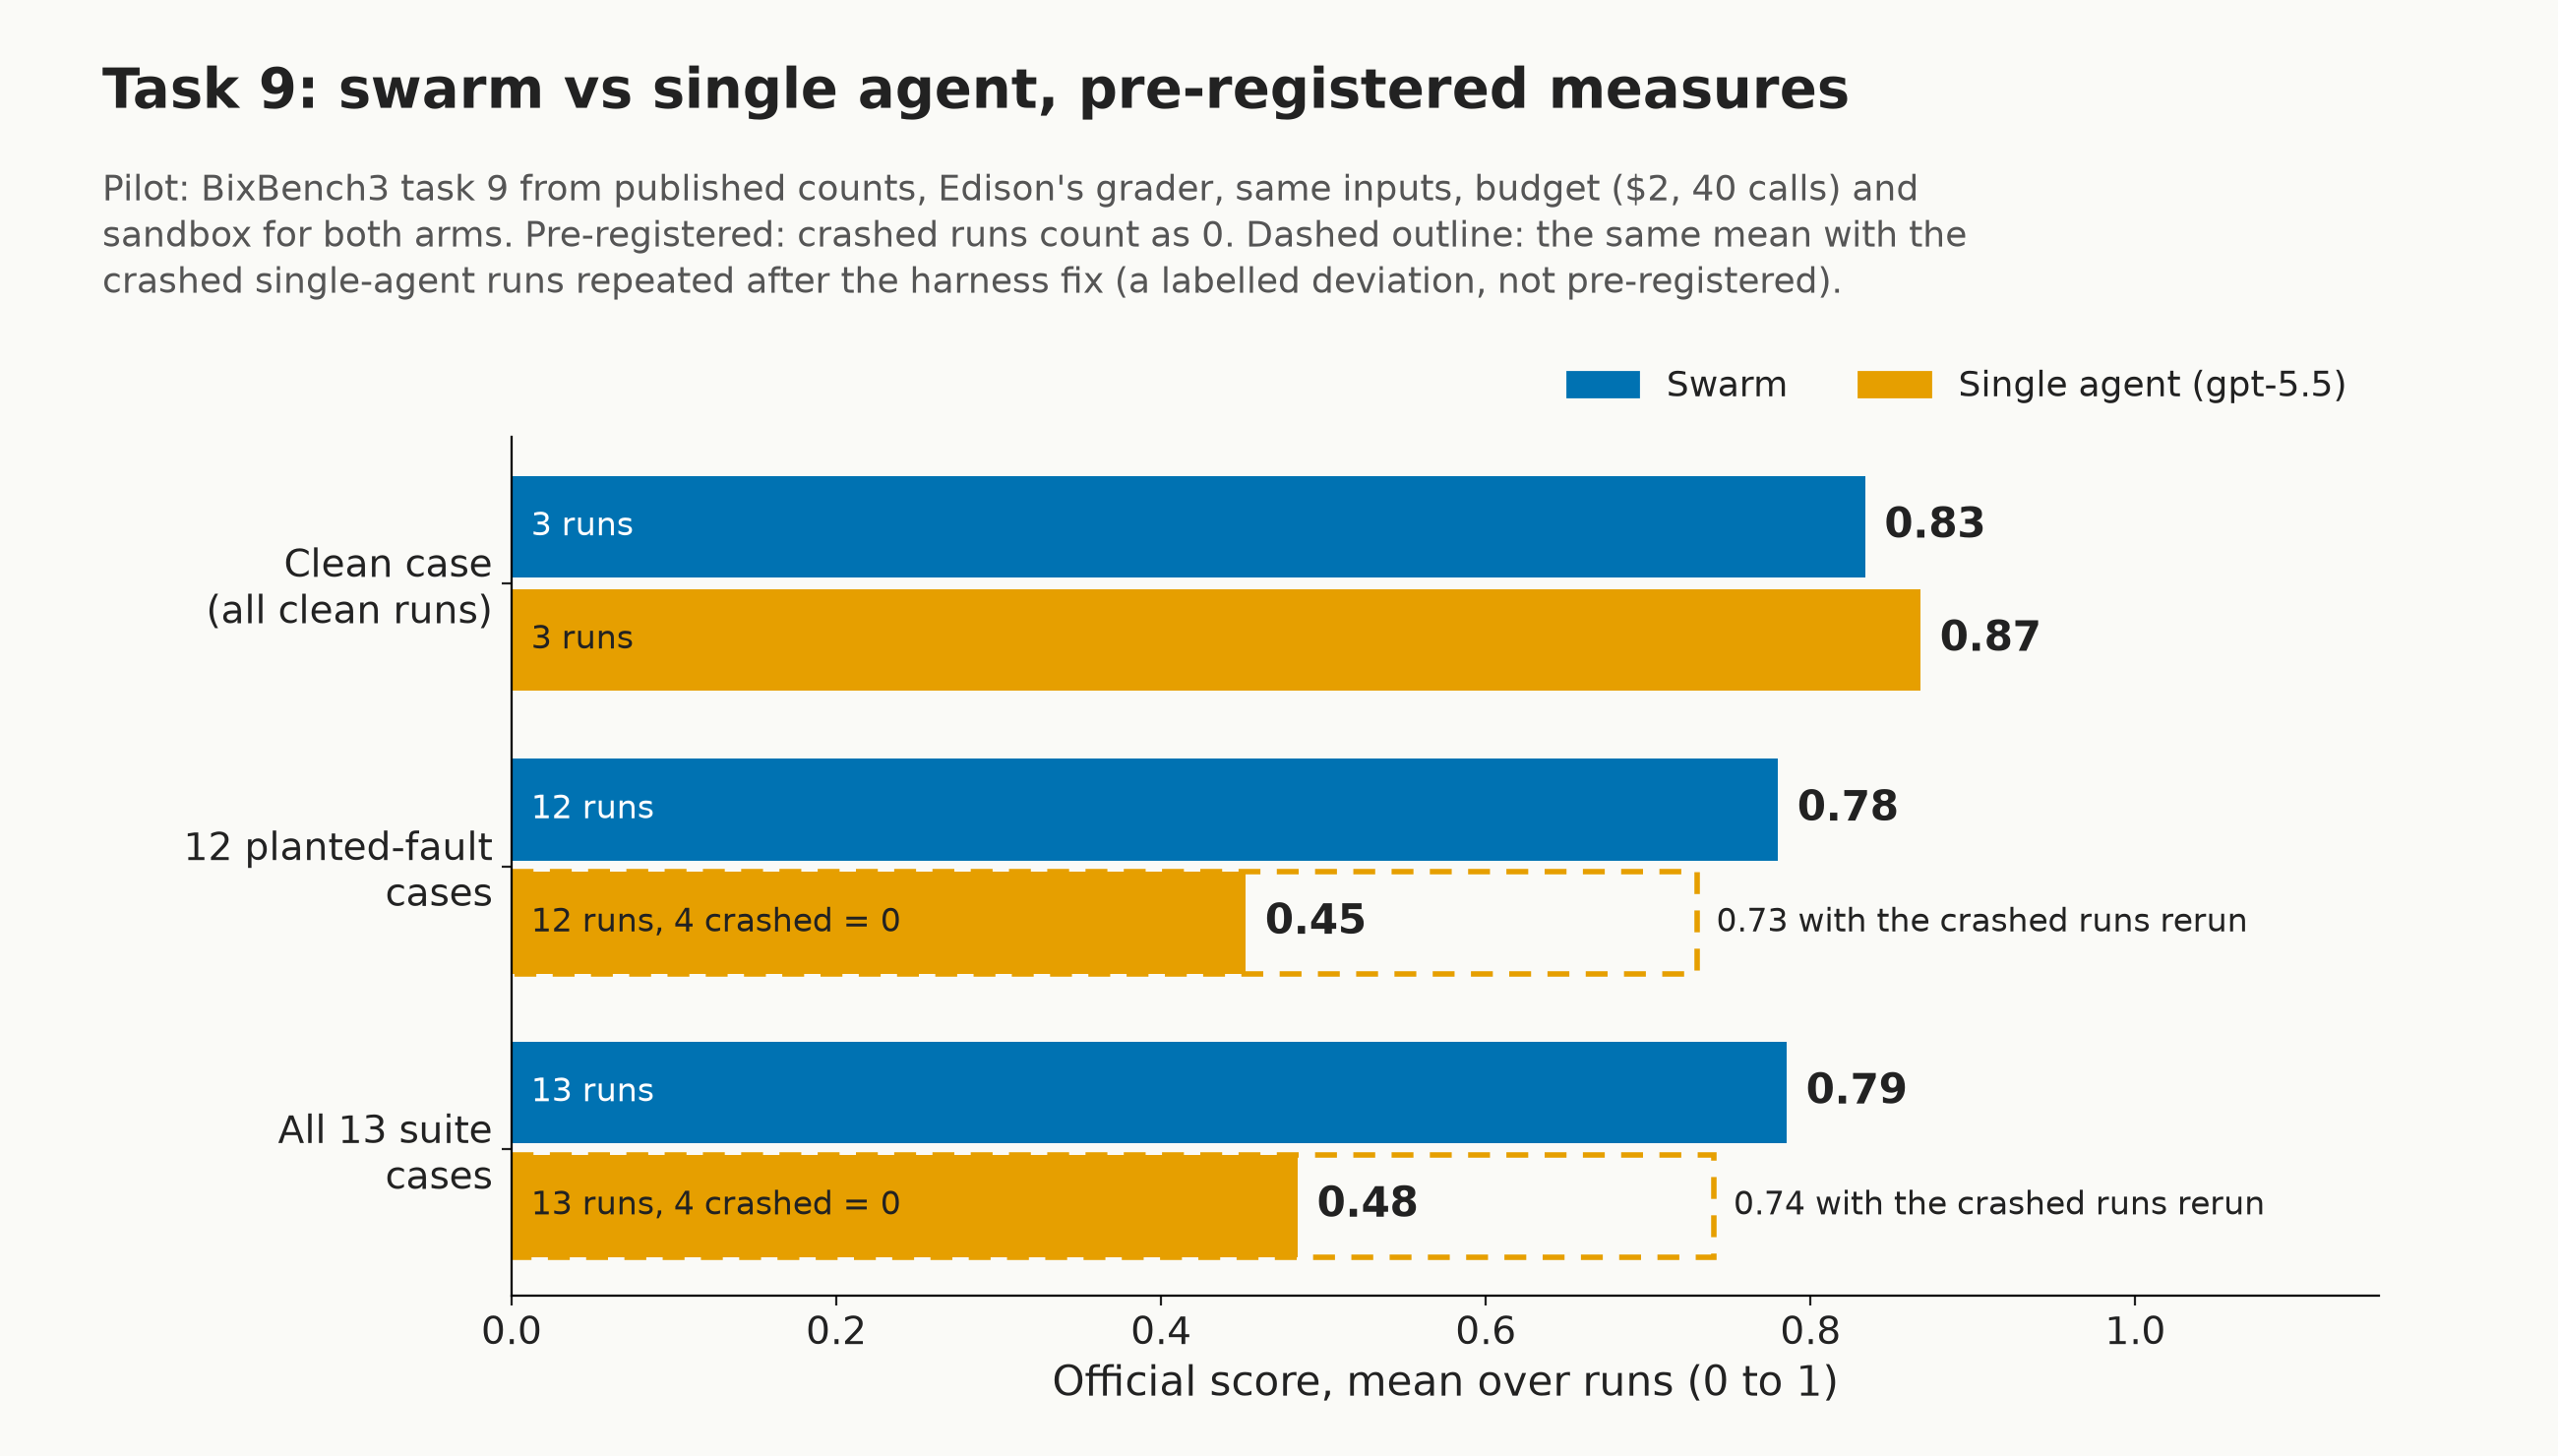 Task 9: swarm vs single agent, pre-registered measures
Pilot: BixBench3 task 9 from published counts, Edison's grader, same inputs, budget ($2, 40 calls) and
sandbox for both arms. Pre-registered: crashed runs count as 0. Dashed outline: the same mean with the
crashed single-agent runs repeated after the harness fix (a labelled deviation, not pre-registered).
Swarm
Single agent (gpt-5.5)
Clean case
(all clean runs)
3 runs
0.83
3 runs
0.87
12 planted-fault
cases
12 runs
0.78
12 runs, 4 crashed = 0
0.45
0.73 with the crashed runs rerun
All 13 suite
cases
13 runs
0.79
13 runs, 4 crashed = 0
0.48
0.74 with the crashed runs rerun
0.0 0.2 0.4 0.6 0.8 1.0
Official score, mean over runs (0 to 1)